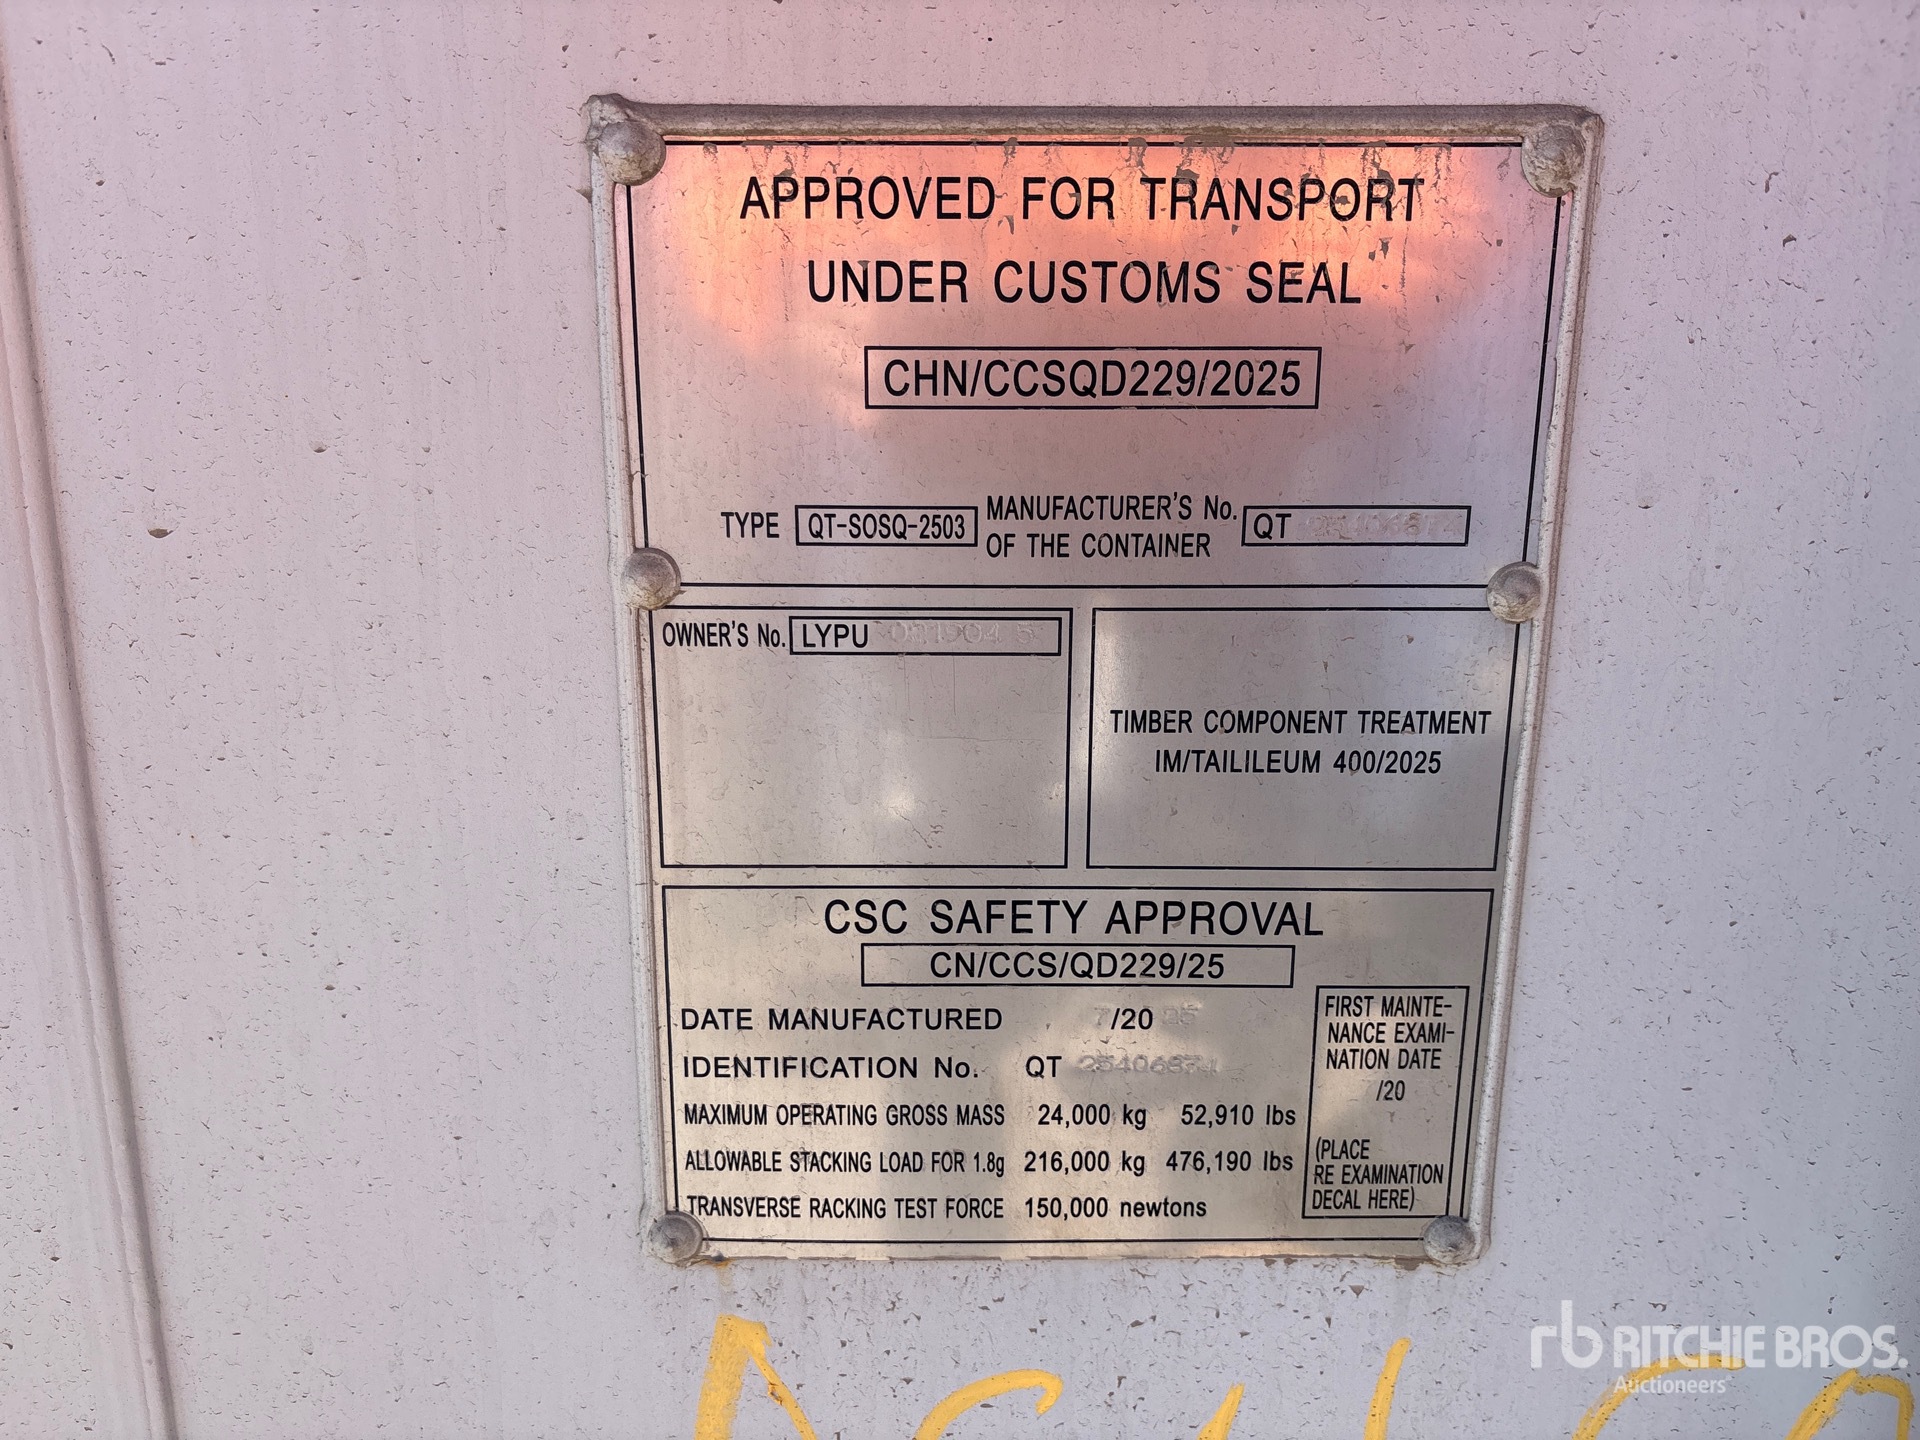 APPROVED FOR TRANSPORT
UNDER CUSTOMS SEAL
CHN/CCSQD229/2025
TYPE QT-SOSQ-2503 MANUFACTURER'S No. OF THE CONTAINER QT
OWNER'S No. LYPU
TIMBER COMPONENT TREATMENT
IM/TAILILEUM 400/2025
CSC SAFETY APPROVAL
CN/CCS/QD229/25
DATE MANUFACTURED 7/20 25
IDENTIFICATION No. QT
MAXIMUM OPERATING GROSS MASS 24,000 kg 52,910 lbs
ALLOWABLE STACKING LOAD FOR 1.8g 216,000 kg 476,190 lbs
TRANSVERSE RACKING TEST FORCE 150,000 newtons
FIRST MAINTE-
NANCE EXAMI-
NATION DATE
/20
(PLACE
RE EXAMINATION
DECAL HERE)
rb RITCHIE BROS.
Auctioneers